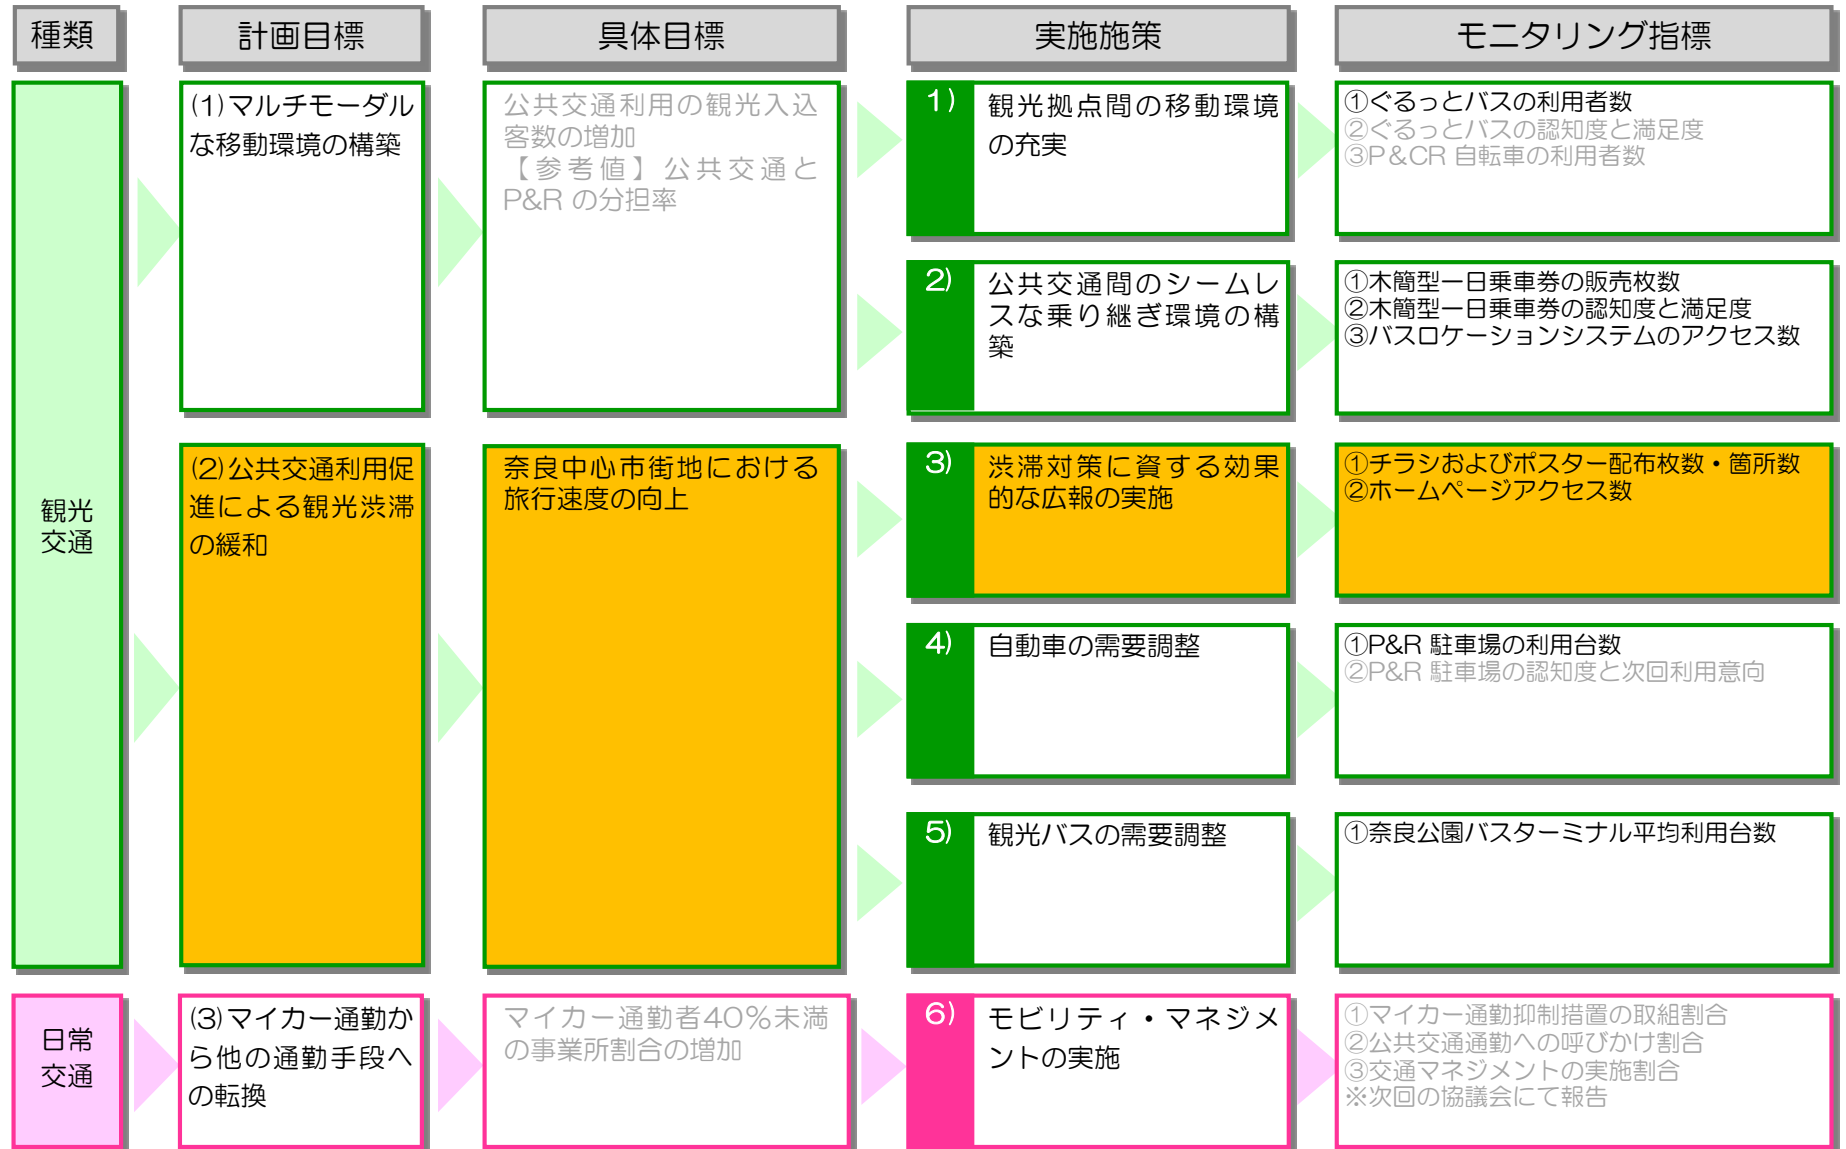 種類
計画目標
具体目標
実施施策
モニタリング指標
観光
交通
(1)マルチモーダル
な移動環境の構築
公共交通利用の観光入込
客数の増加
【参考値】公共交通と
P&R の分担率
1)
観光拠点間の移動環境
の充実
①ぐるっとバスの利用者数
②ぐるっとバスの認知度と満足度
③P&CR 自転車の利用者数
2)
公共交通間のシームレ
スな乗り継ぎ環境の構
築
①木簡型一日乗車券の販売枚数
②木簡型一日乗車券の認知度と満足度
③バスロケーションシステムのアクセス数
(2)公共交通利用促
進による観光渋滞
の緩和
奈良中心市街地における
旅行速度の向上
3)
渋滞対策に資する効果
的な広報の実施
①チラシおよびポスター配布枚数・箇所数
②ホームページアクセス数
4)
自動車の需要調整
①P&R 駐車場の利用台数
②P&R 駐車場の認知度と次回利用意向
5)
観光バスの需要調整
①奈良公園バスターミナル平均利用台数
日常
交通
(3)マイカー通勤か
ら他の通勤手段へ
の転換
マイカー通勤者40%未満
の事業所割合の増加
6)
モビリティ・マネジメ
ントの実施
①マイカー通勤抑制措置の取組割合
②公共交通通勤への呼びかけ割合
③交通マネジメントの実施割合
※次回の協議会にて報告